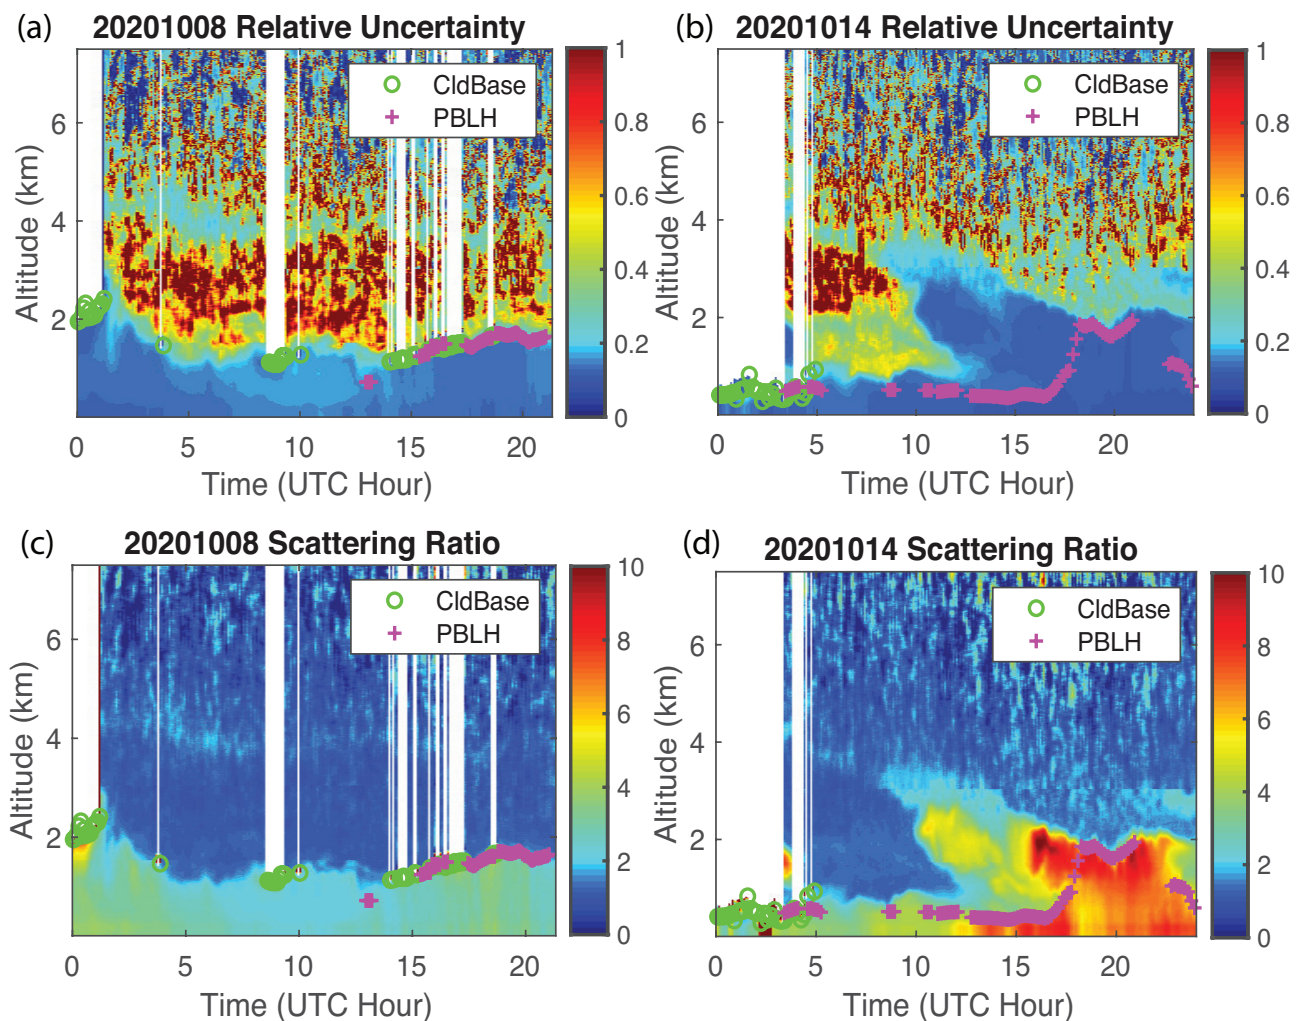 (a) 20201008 Relative Uncertainty
CldBase
PBLH
Altitude (km)
6
4
2
0 5 10 15 20
Time (UTC Hour)
1
0.8
0.6
0.4
0.2
0
(b) 20201014 Relative Uncertainty
CldBase
PBLH
Altitude (km)
6
4
2
0 5 10 15 20
Time (UTC Hour)
1
0.8
0.6
0.4
0.2
0
(c) 20201008 Scattering Ratio
CldBase
PBLH
Altitude (km)
6
4
2
0 5 10 15 20
Time (UTC Hour)
10
8
6
4
2
0
(d) 20201014 Scattering Ratio
CldBase
PBLH
Altitude (km)
6
4
2
0 5 10 15 20
Time (UTC Hour)
10
8
6
4
2
0